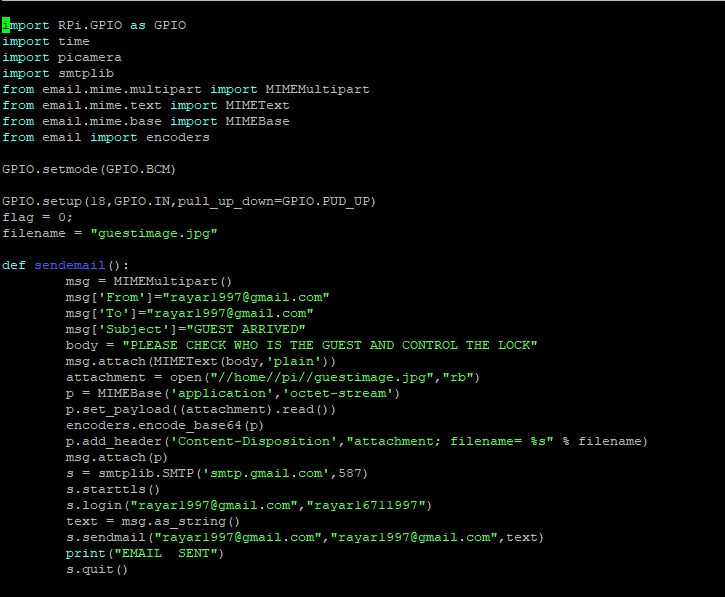 import RPi.GPIO as GPIO
import time
import picamera
import smtplib
from email.mime.multipart import MIMEMultipart
from email.mime.text import MIMEText
from email.mime.base import MIMEBase
from email import encoders
GPIO.setmode(GPIO.BCM)
GPIO.setup(18,GPIO.IN,pull_up_down=GPIO.PUD_UP)
flag = 0;
filename = "guestimage.jpg"
def sendemail():
        msg = MIMEMultipart()
        msg['From']="rayar1997@gmail.com"
        msg['To']="rayar1997@gmail.com"
        msg['Subject']="GUEST ARRIVED"
        body = "PLEASE CHECK WHO IS THE GUEST AND CONTROL THE LOCK"
        msg.attach(MIMEText(body,'plain'))
        attachment = open("//home//pi//guestimage.jpg","rb")
        p = MIMEBase('application','octet-stream')
        p.set_payload((attachment).read())
        encoders.encode_base64(p)
        p.add_header('Content-Disposition',"attachment; filename= %s" % filename)
        msg.attach(p)
        s = smtplib.SMTP('smtp.gmail.com',587)
        s.starttls()
        s.login("rayar1997@gmail.com","rayar16711997")
        text = msg.as_string()
        s.sendmail("rayar1997@gmail.com","rayar1997@gmail.com",text)
        print("EMAIL  SENT")
        s.quit()